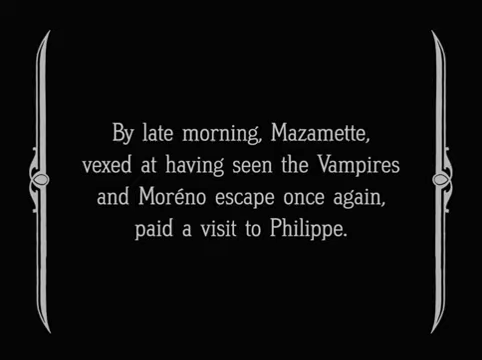 By late morning, Mazamette,
vexed at having seen the Vampires
and Moréno escape once again,
paid a visit to Philippe.